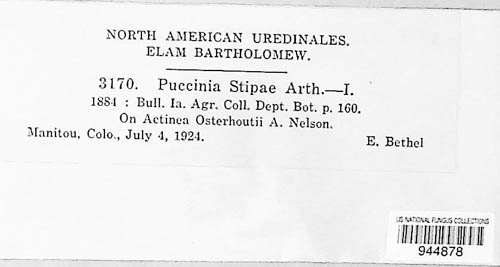 NORTH AMERICAN UREDINALES.
ELAM BARTHOLOMEW.
3170. Puccinia Stipae Arth.—I.
1884 : Bull. Ia. Agr. Coll. Dept. Bot. p. 160.
On Actinea Osterhoutii A. Nelson.
Manitou, Colo., July 4, 1924. E. Bethel
US NATIONAL FUNGUS COLLECTIONS
944878